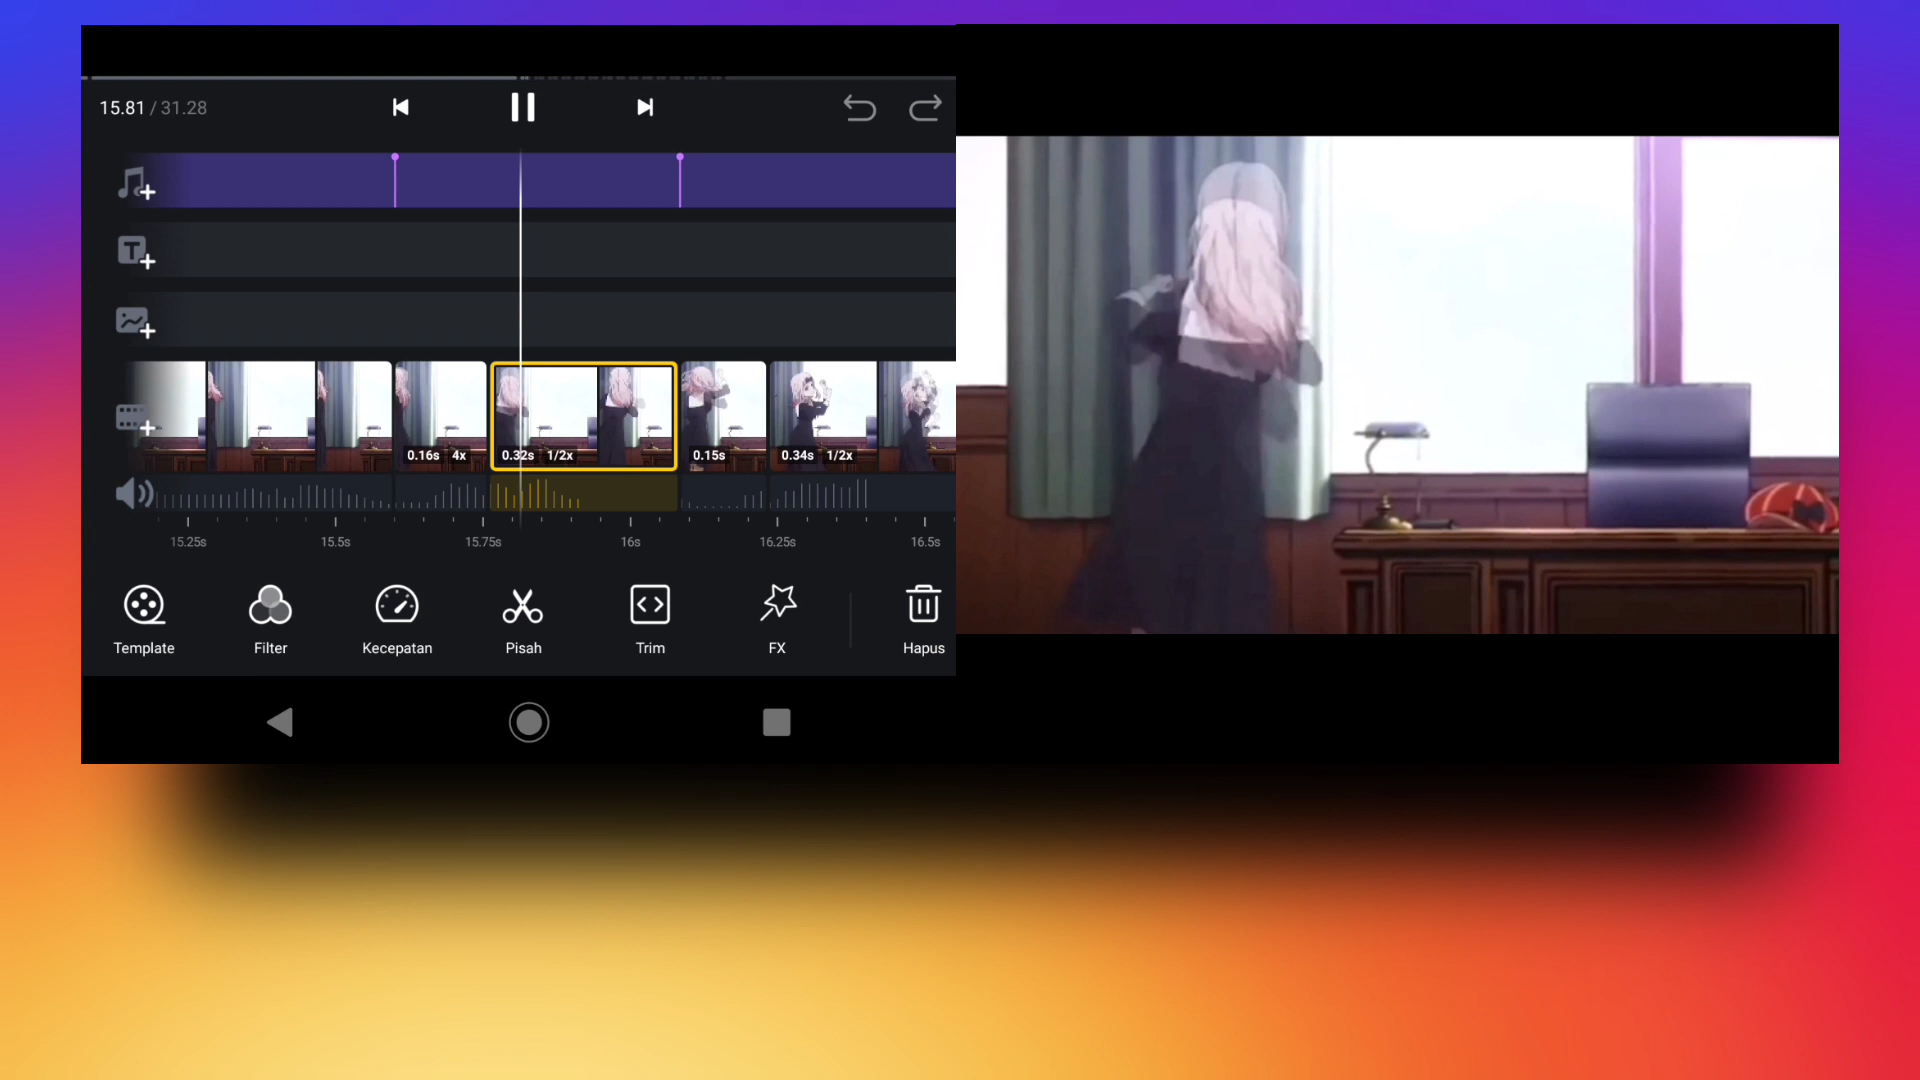 15.81 / 31.28
T
0.16s 4x 0.32s 1/2x 0.15s 0.34s 1/2x
15.25s 15.5s 15.75s 16s 16.25s 16.5s
Template Filter Kecepatan Pisah Trim FX Hapus